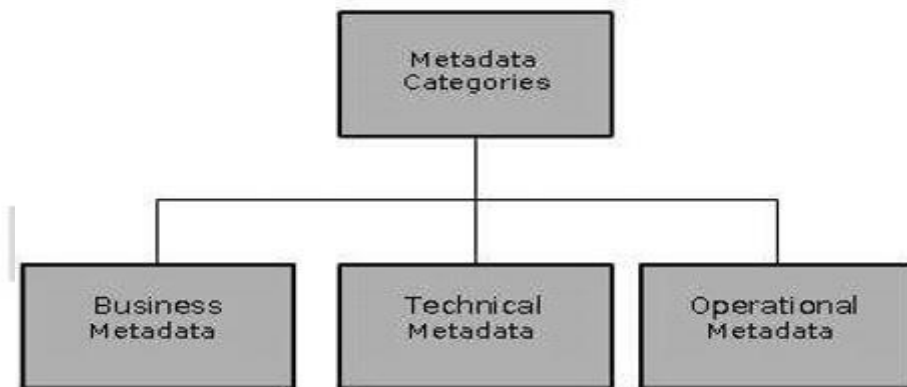 Metadata
Categories
Business
Metadata
Technical
Metadata
Operational
Metadata